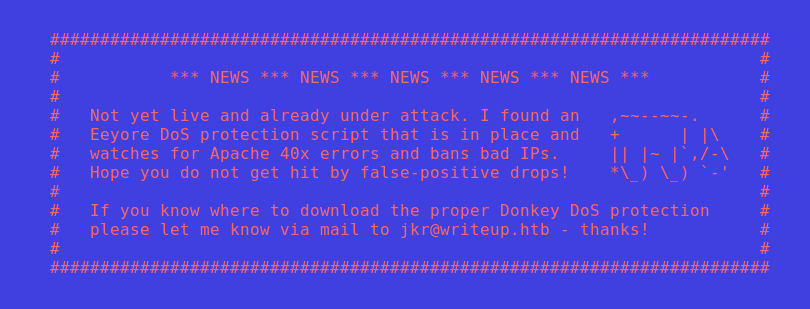 ########################################################################
#                                                                      #
#           *** NEWS *** NEWS *** NEWS *** NEWS *** NEWS ***           #
#                                                                      #
#   Not yet live and already under attack. I found an   ,~~--~~-.      #
#   Eeyore DoS protection script that is in place and   +      | |\    #
#   watches for Apache 40x errors and bans bad IPs.     || |~ |`,/-\   #
#   Hope you do not get hit by false-positive drops!    *\_) \_) `-'   #
#                                                                      #
#   If you know where to download the proper Donkey DoS protection     #
#   please let me know via mail to jkr@writeup.htb - thanks!           #
#                                                                      #
########################################################################